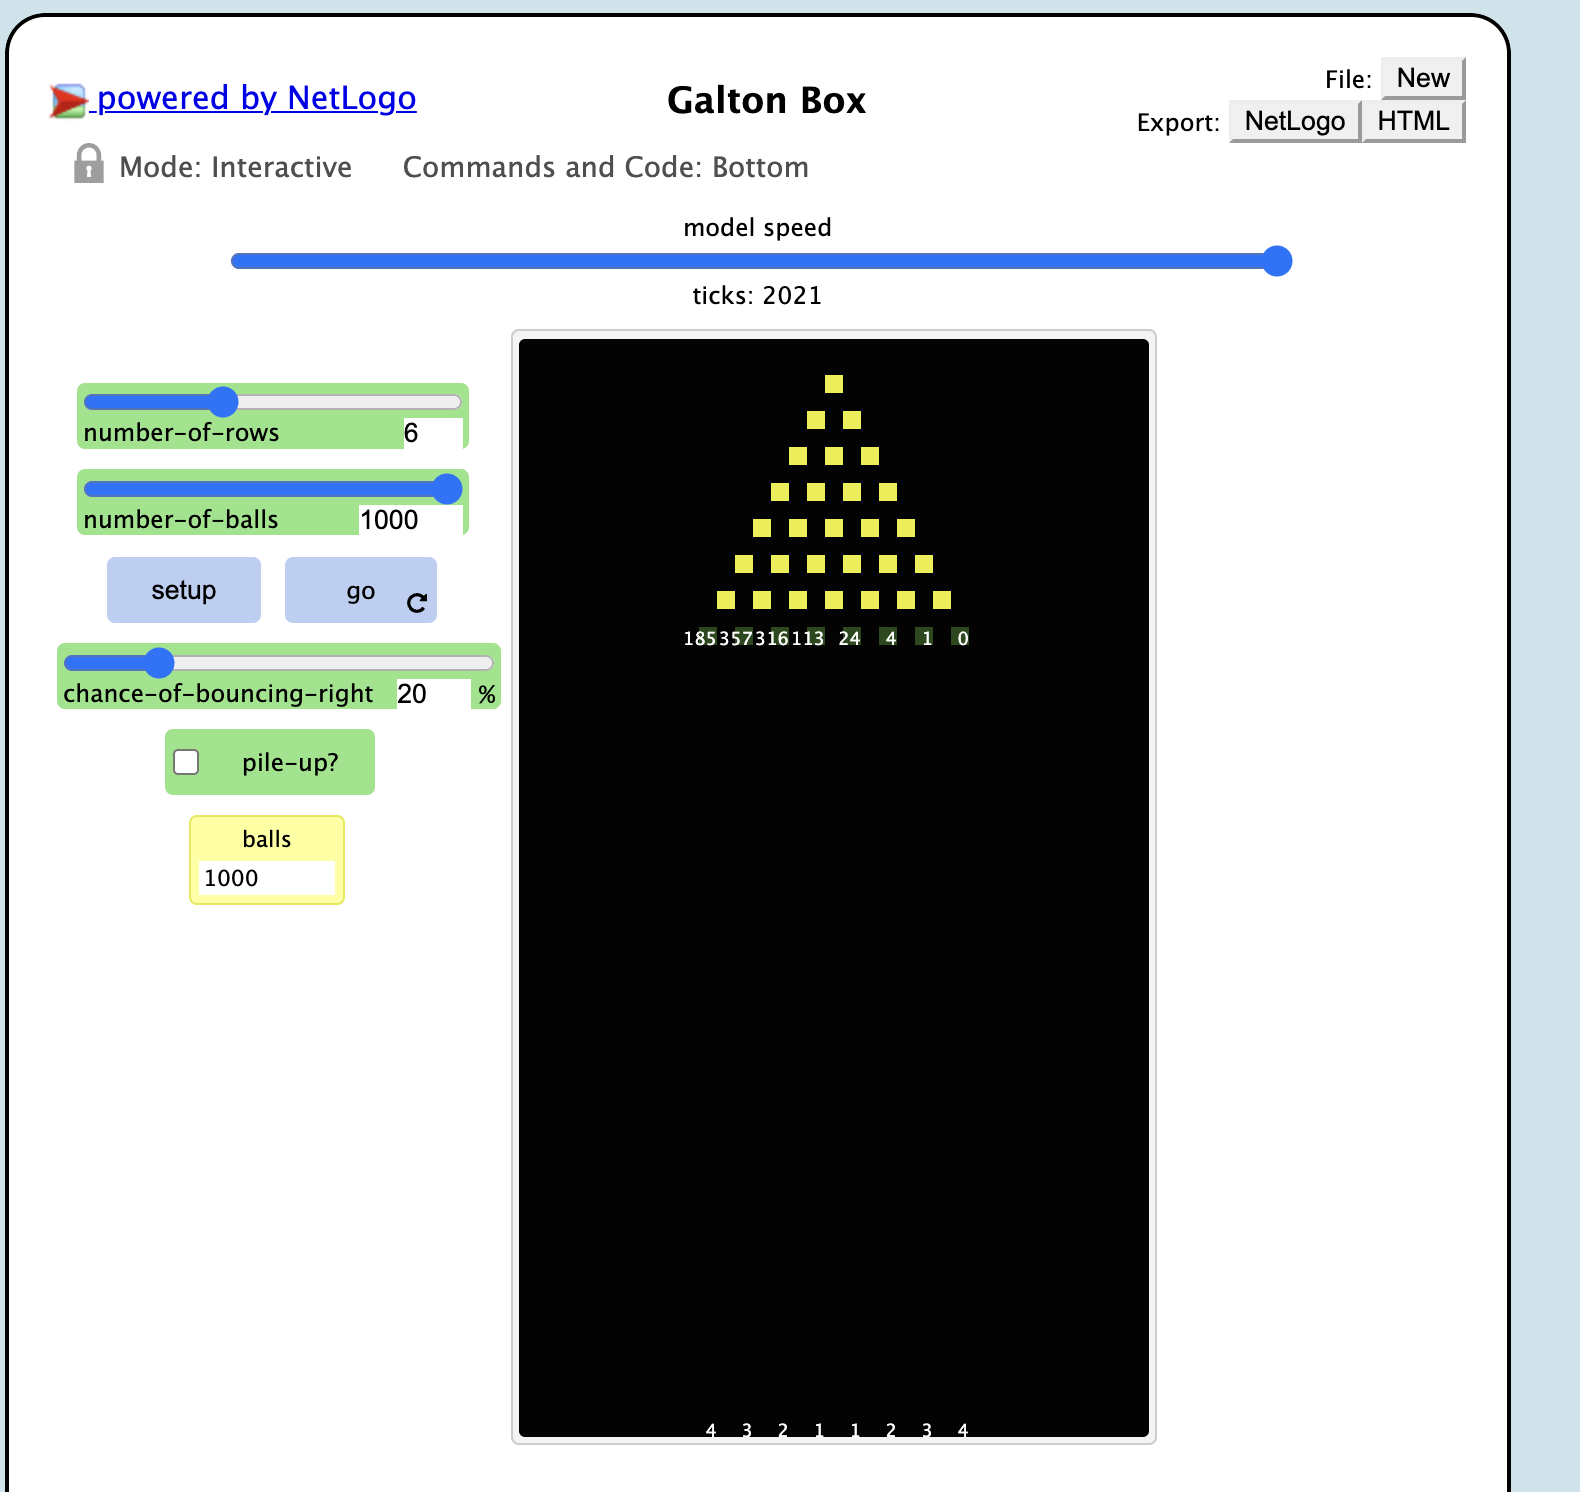 File: New
powered by NetLogo
Galton Box
Export: NetLogo HTML
Mode: Interactive Commands and Code: Bottom
model speed
ticks: 2021
number-of-rows 6
number-of-balls 1000
setup go
185 357 316 113 24 4 1 0
chance-of-bouncing-right 20 %
pile-up?
balls
1000
4 3 2 1 1 2 3 4